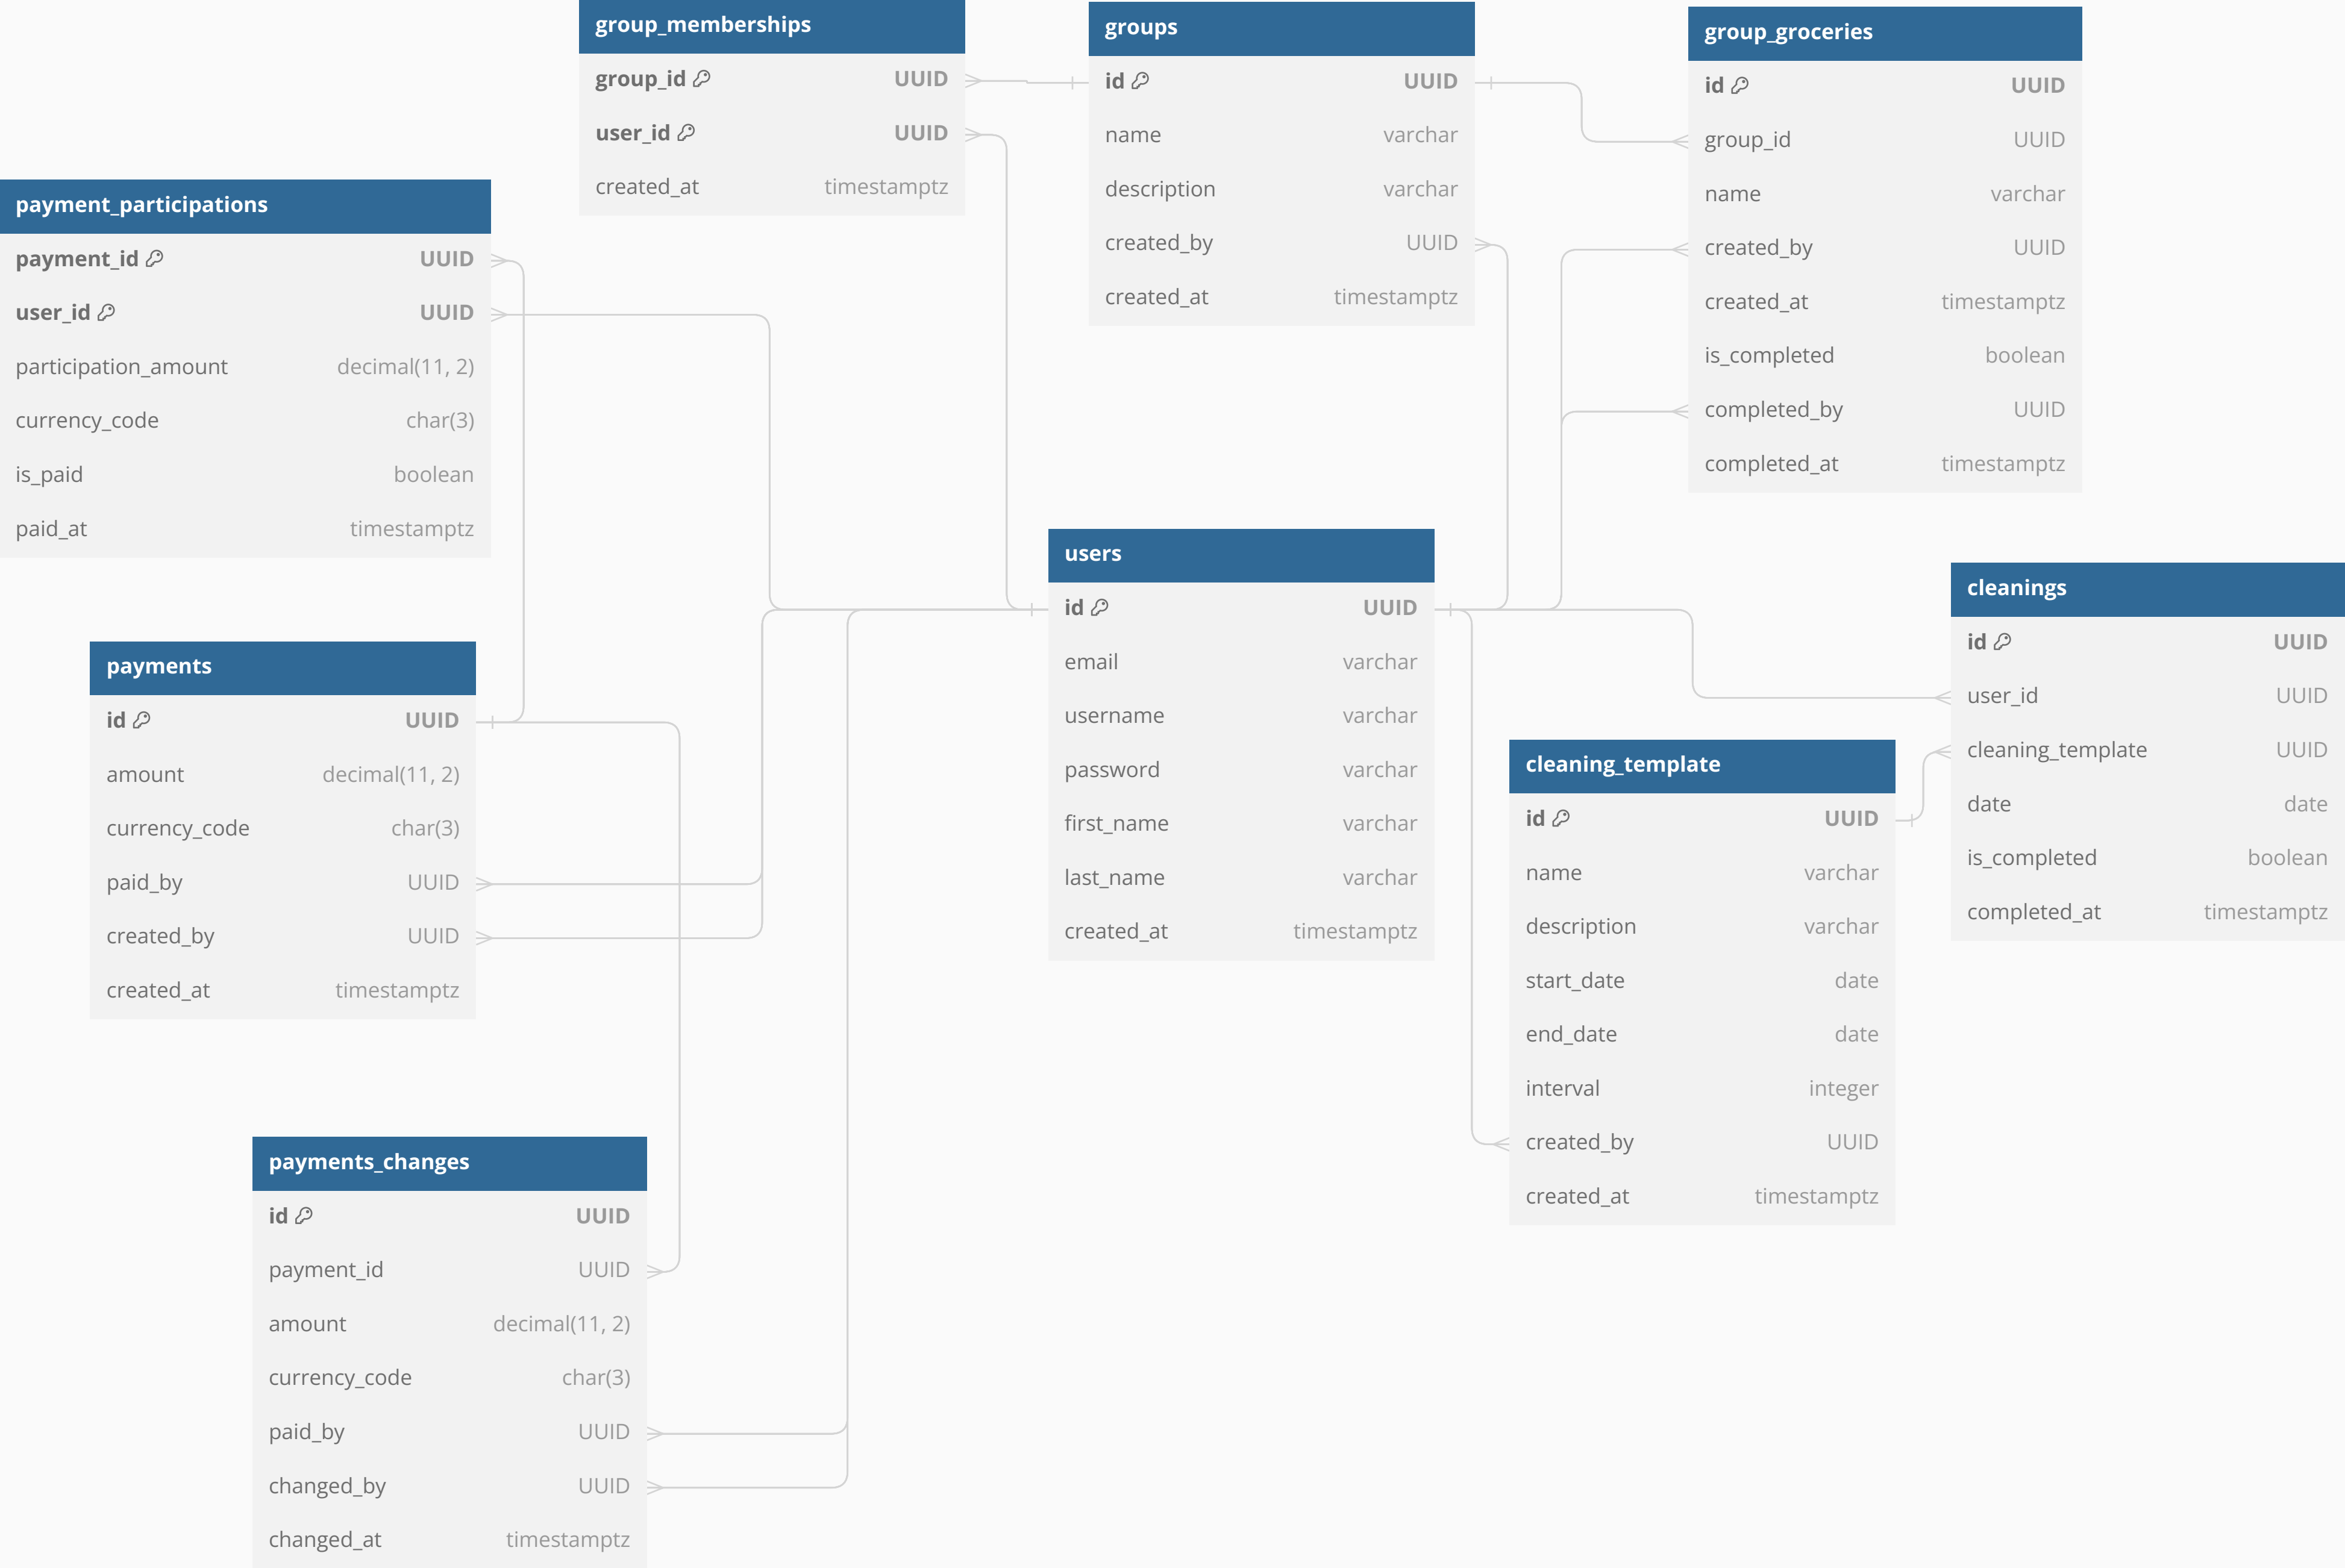 group_memberships
group_id UUID
user_id UUID
created_at timestamptz
groups
id UUID
name varchar
description varchar
created_by UUID
created_at timestamptz
group_groceries
id UUID
group_id UUID
name varchar
created_by UUID
created_at timestamptz
is_completed boolean
completed_by UUID
completed_at timestamptz
payment_participations
payment_id UUID
user_id UUID
participation_amount decimal(11, 2)
currency_code char(3)
is_paid boolean
paid_at timestamptz
users
id UUID
email varchar
username varchar
password varchar
first_name varchar
last_name varchar
created_at timestamptz
cleanings
id UUID
user_id UUID
cleaning_template UUID
date date
is_completed boolean
completed_at timestamptz
payments
id UUID
amount decimal(11, 2)
currency_code char(3)
paid_by UUID
created_by UUID
created_at timestamptz
cleaning_template
id UUID
name varchar
description varchar
start_date date
end_date date
interval integer
created_by UUID
created_at timestamptz
payments_changes
id UUID
payment_id UUID
amount decimal(11, 2)
currency_code char(3)
paid_by UUID
changed_by UUID
changed_at timestamptz